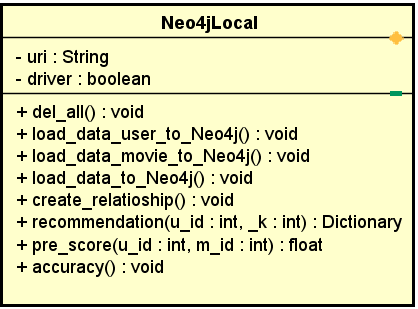 Neo4jLocal
- uri : String
- driver : boolean
+ del_all() : void
+ load_data_user_to_Neo4j() : void
+ load_data_movie_to_Neo4j() : void
+ load_data_to_Neo4j() : void
+ create_relatioship() : void
+ recommendation(u_id : int, _k : int) : Dictionary
+ pre_score(u_id : int, m_id : int) : float
+ accuracy() : void